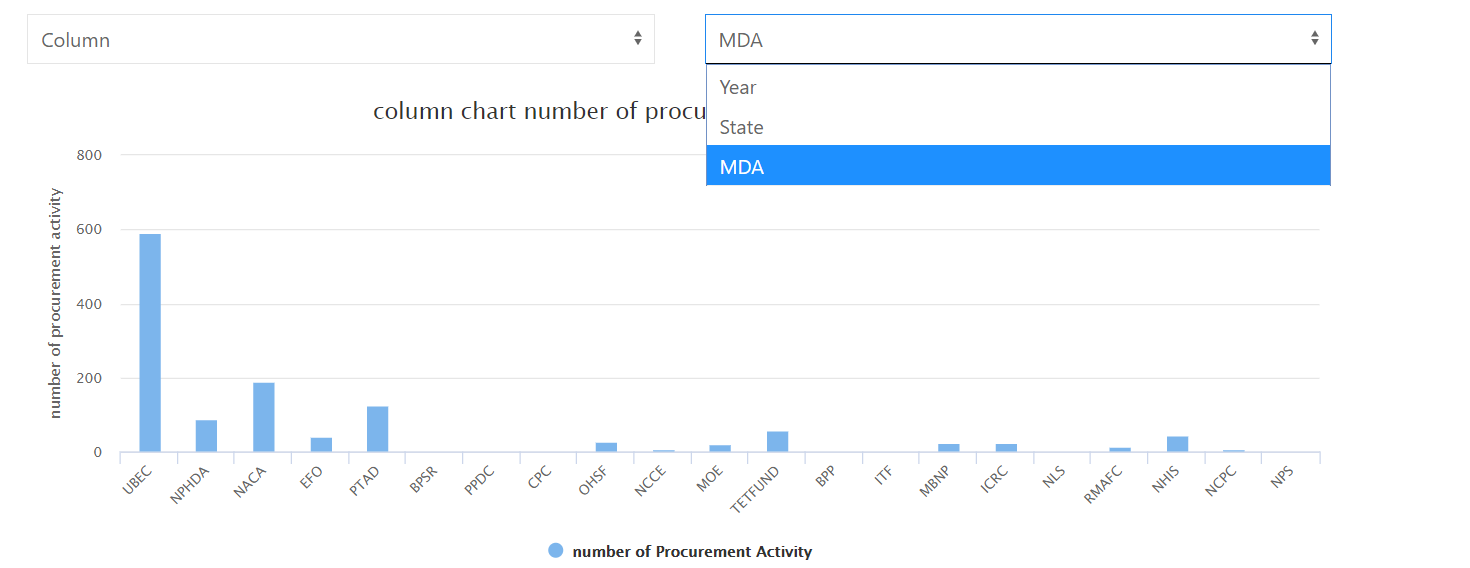 Column
MDA
Year
State
MDA
column chart number of procu
800
600
400
200
0
number of procurement activity
UBEC
NPHDA
NACA
EFO
PTAD
BPSR
PPDC
CPC
OHSF
NCCE
MOE
TETFUND
BPP
ITF
MBNP
ICRC
NLS
RMAFC
NHIS
NCPC
NPS
number of Procurement Activity